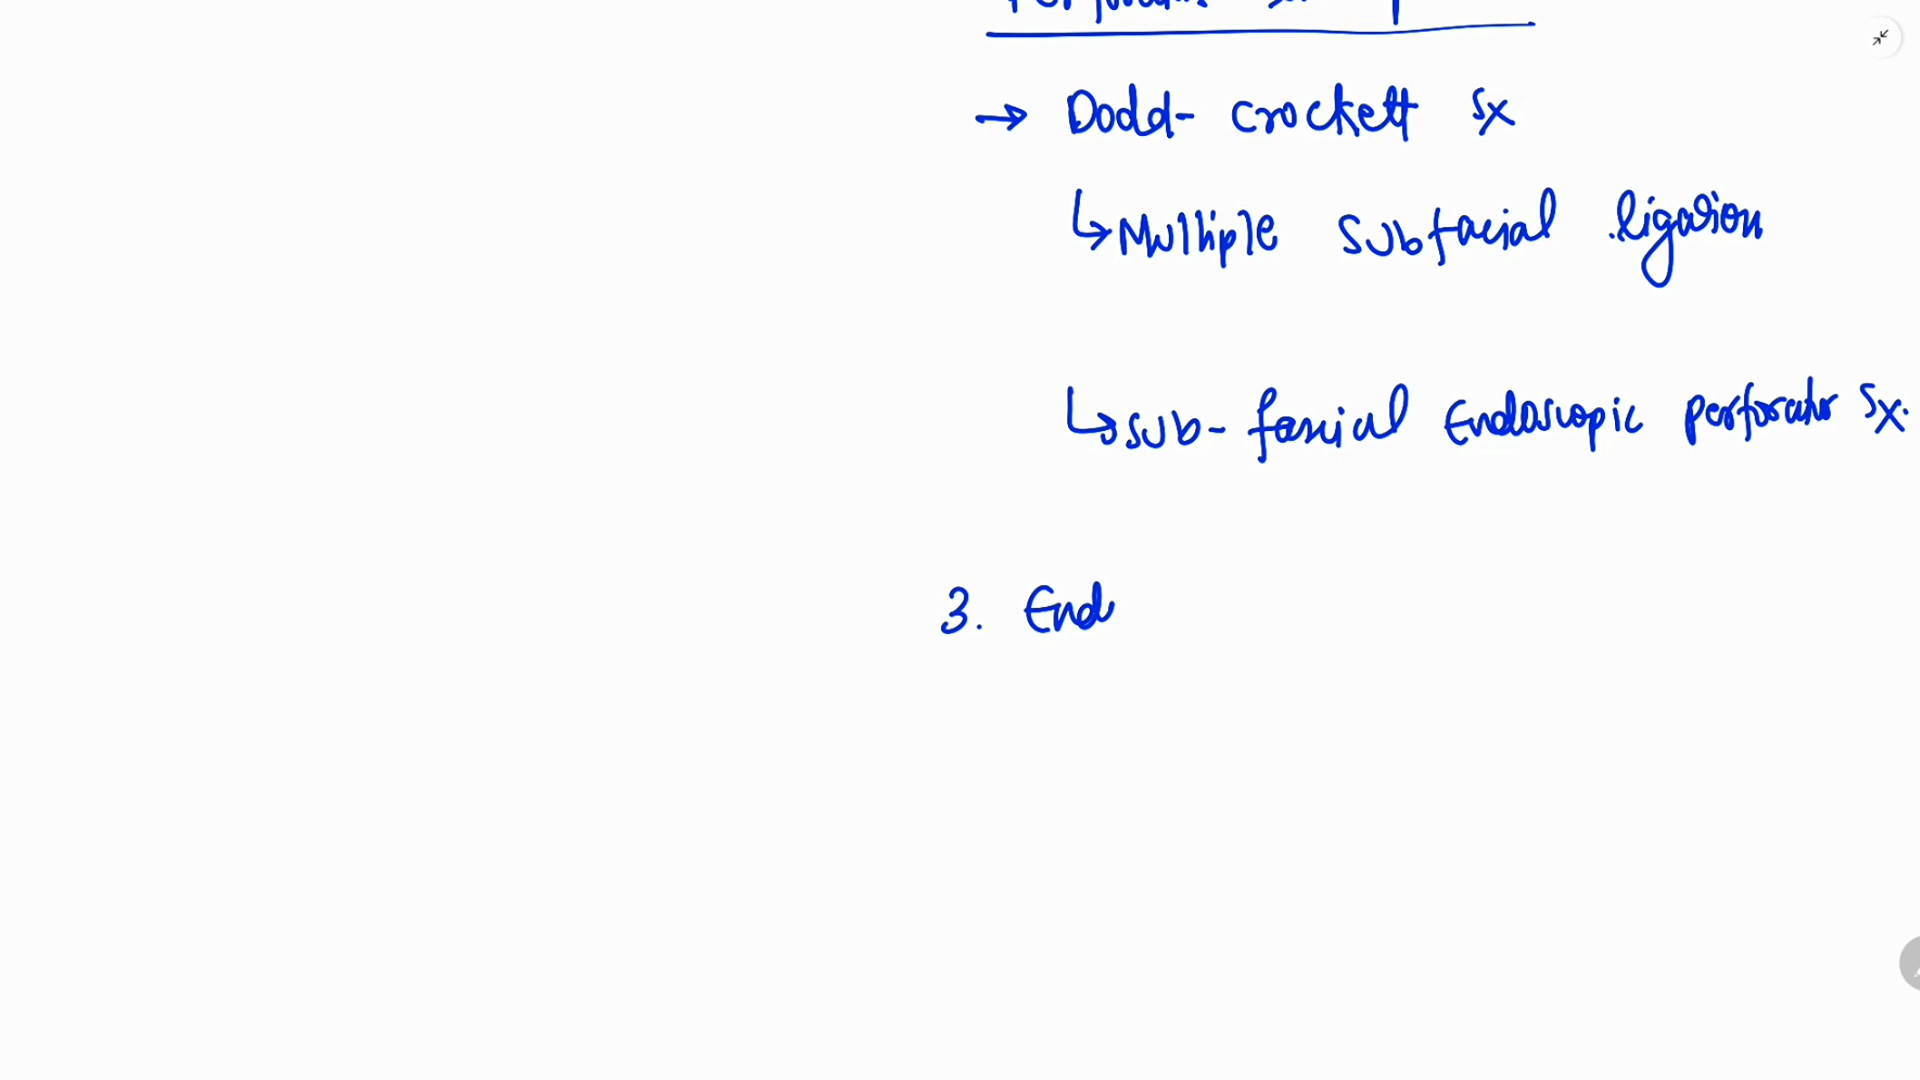 → Dodd- crockett sx
↳ Multiple subfacial ligation
↳ sub- fascial Endoscopic perforator sx.
3. End